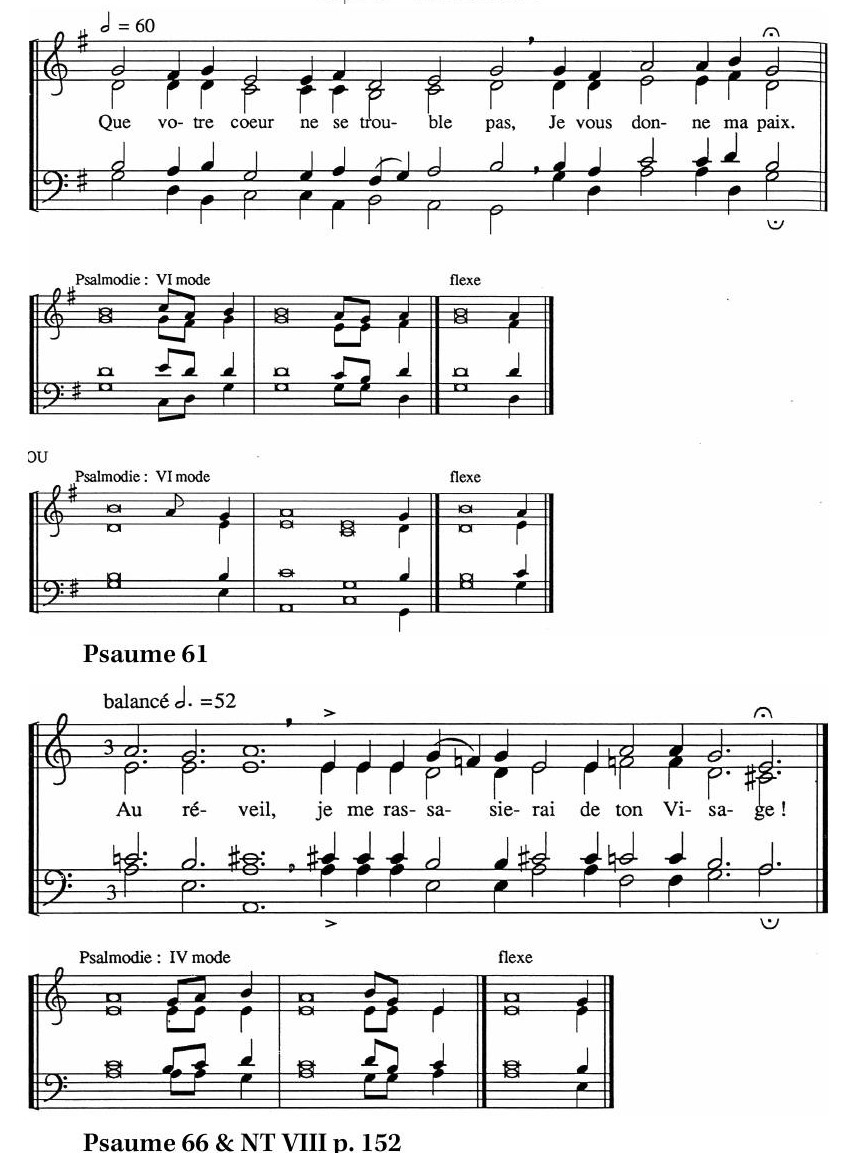 = 60
Que vo- tre coeur ne se trou- ble pas, Je vous don- ne ma paix.
Psalmodie : VI mode flexe
OU
Psalmodie : VI mode flexe
Psaume 61
balancé = 52
3
Au ré- veil, je me ras- sa- sie- rai de ton Vi- sa- ge !
3
Psalmodie : IV mode flexe
Psaume 66 & NT VIII p. 152